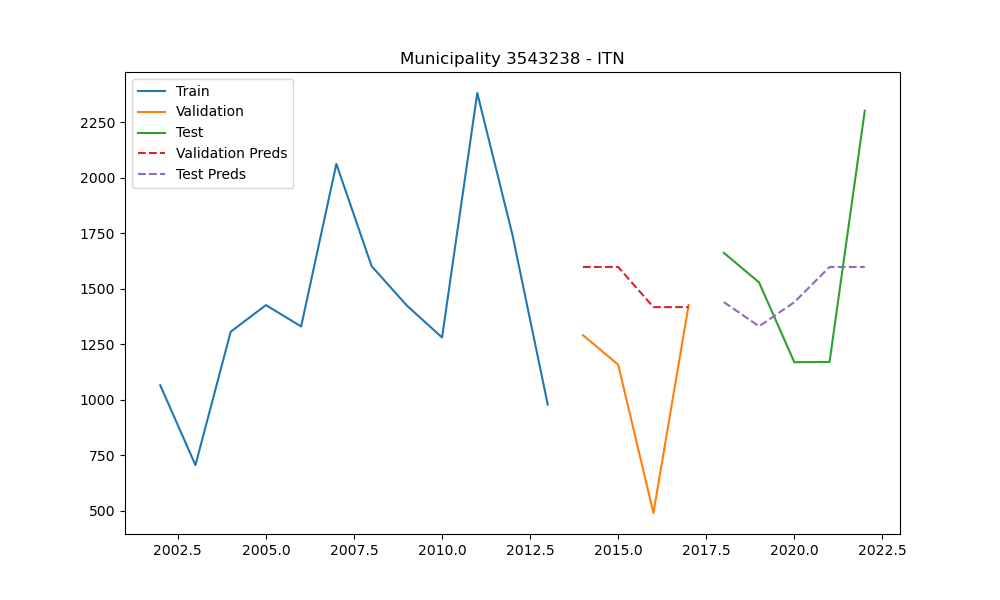 Municipality 3543238 - ITN
Train
Validation
Test
Validation Preds
Test Preds
2250
2000
1750
1500
1250
1000
750
500
2002.5 2005.0 2007.5 2010.0 2012.5 2015.0 2017.5 2020.0 2022.5